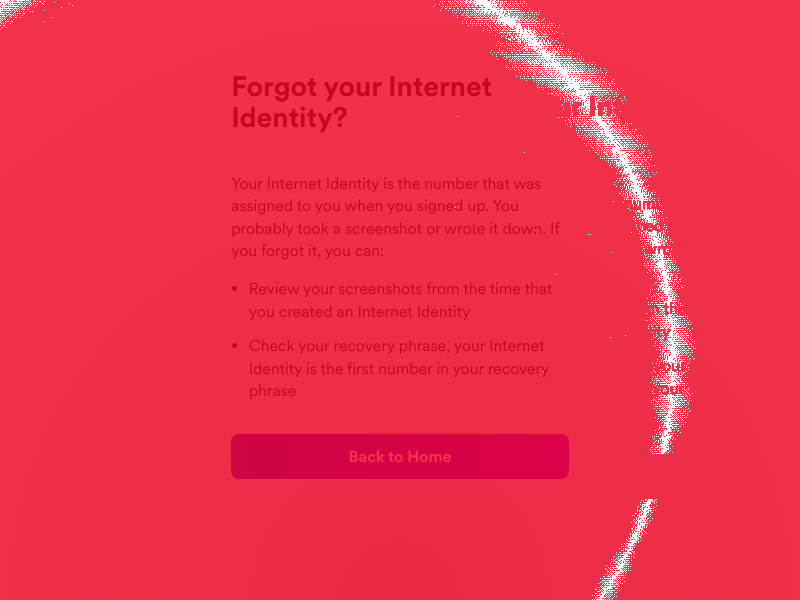 Forgot your Internet
Identity?
Your Internet Identity is the number that was
assigned to you when you signed up. You
probably took a screenshot or wrote it down. If
you forgot it, you can:
• Review your screenshots from the time that
you created an Internet Identity
• Check your recovery phrase, your Internet
Identity is the first number in your recovery
phrase
Back to Home